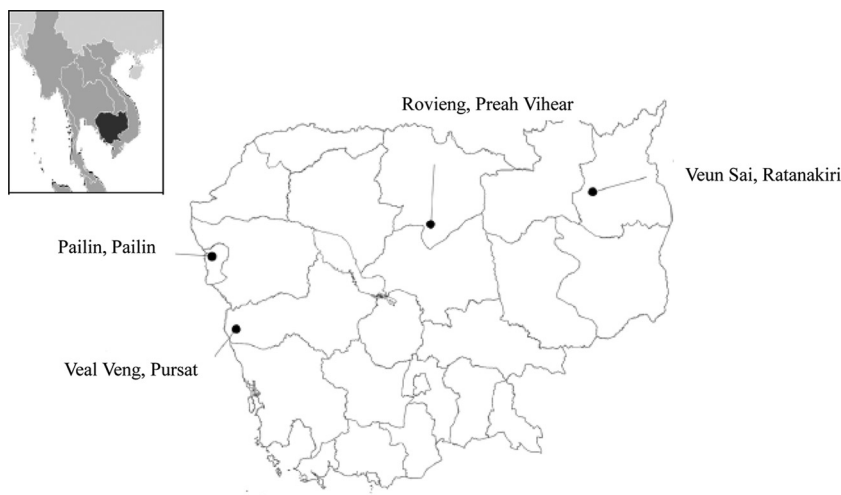 Rovieng, Preah Vihear
Veun Sai, Ratanakiri
Pailin, Pailin
Veal Veng, Pursat